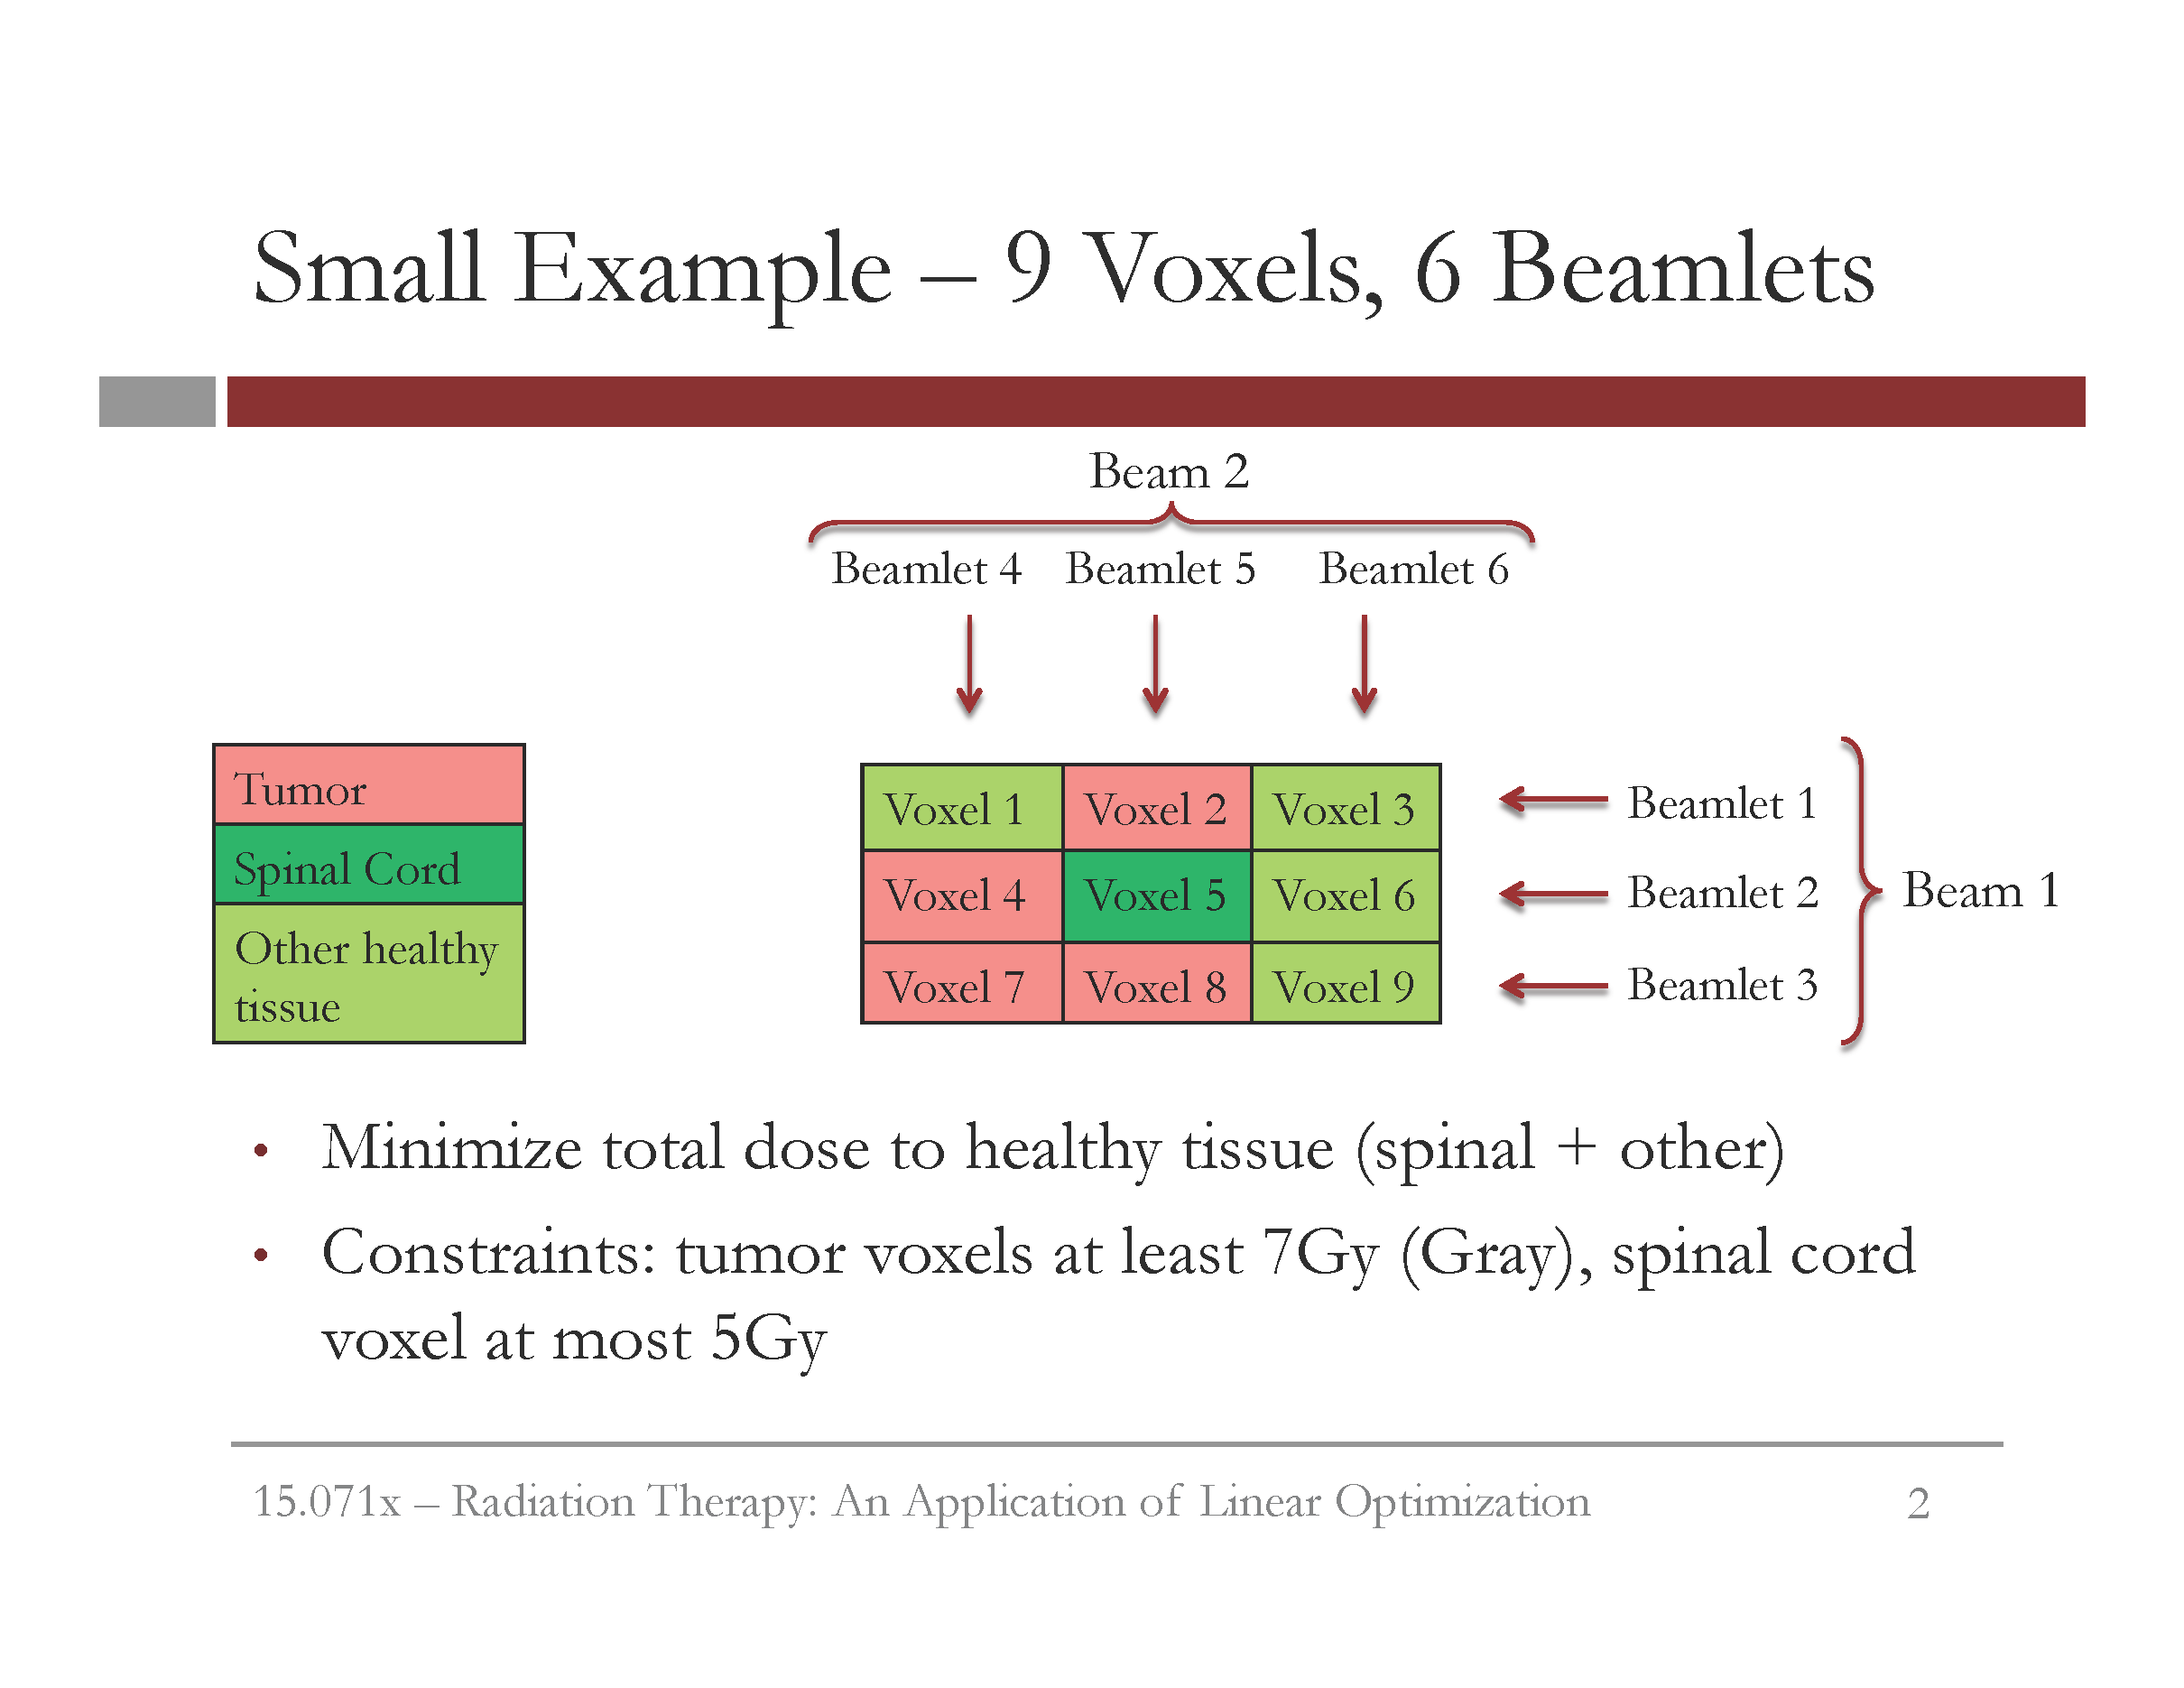 Small Example – 9 Voxels, 6 Beamlets
Beam 2
Beamlet 4 Beamlet 5 Beamlet 6
Tumor
Spinal Cord
Other healthy
tissue
Voxel 1 Voxel 2 Voxel 3
Voxel 4 Voxel 5 Voxel 6
Voxel 7 Voxel 8 Voxel 9
Beamlet 1
Beamlet 2
Beamlet 3
Beam 1
• Minimize total dose to healthy tissue (spinal + other)
• Constraints: tumor voxels at least 7Gy (Gray), spinal cord
voxel at most 5Gy
15.071x – Radiation Therapy: An Application of Linear Optimization 2